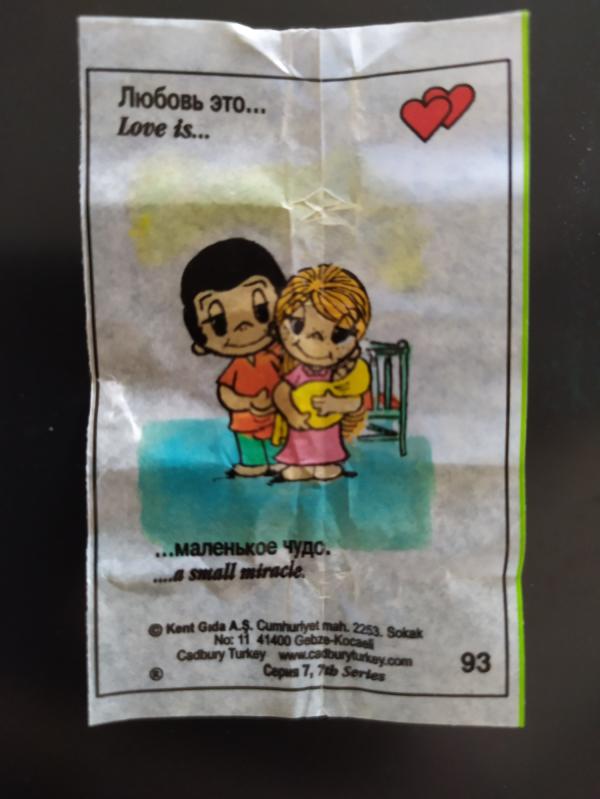 Любовь это...
Love is...
...маленькое чудо.
....a small miracle.
© Kent Gıda A.Ş. Cumhuriyet mah. 2253. Sokak
No: 11 41400 Gebze-Kocaeli
Cadbury Turkey www.cadburyturkey.com
® Серия 7, 7th Series
93